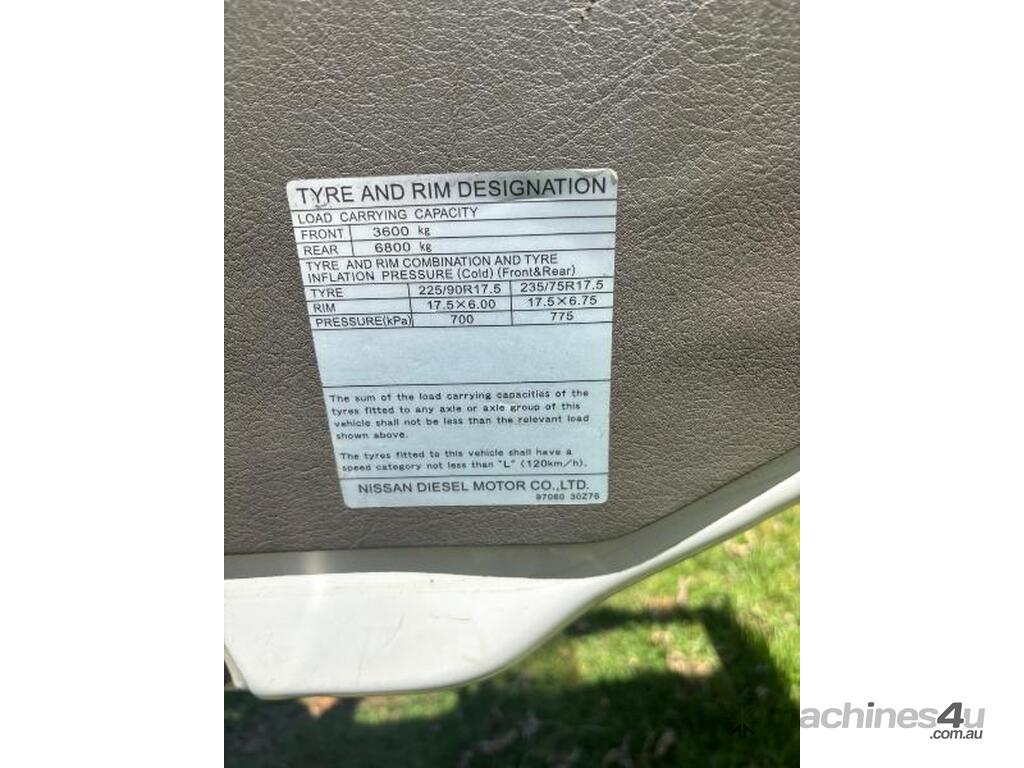 TYRE AND RIM DESIGNATION
LOAD CARRYING CAPACITY
FRONT 3600 kg
REAR 6800 kg
TYRE AND RIM COMBINATION AND TYRE
INFLATION PRESSURE (Cold) (Front&Rear)
TYRE 225/90R17.5 235/75R17.5
RIM 17.5×6.00 17.5×6.75
PRESSURE(kPa) 700 775
The sum of the load carrying capacities of the
tyres fitted to any axle or axle group of this
vehicle shall not be less than the relevant load
shown above.
The tyres fitted to this vehicle shall have a
speed category not less than "L" (120km/h).
NISSAN DIESEL MOTOR CO.,LTD.
97080 30Z76
machines4u
.com.au